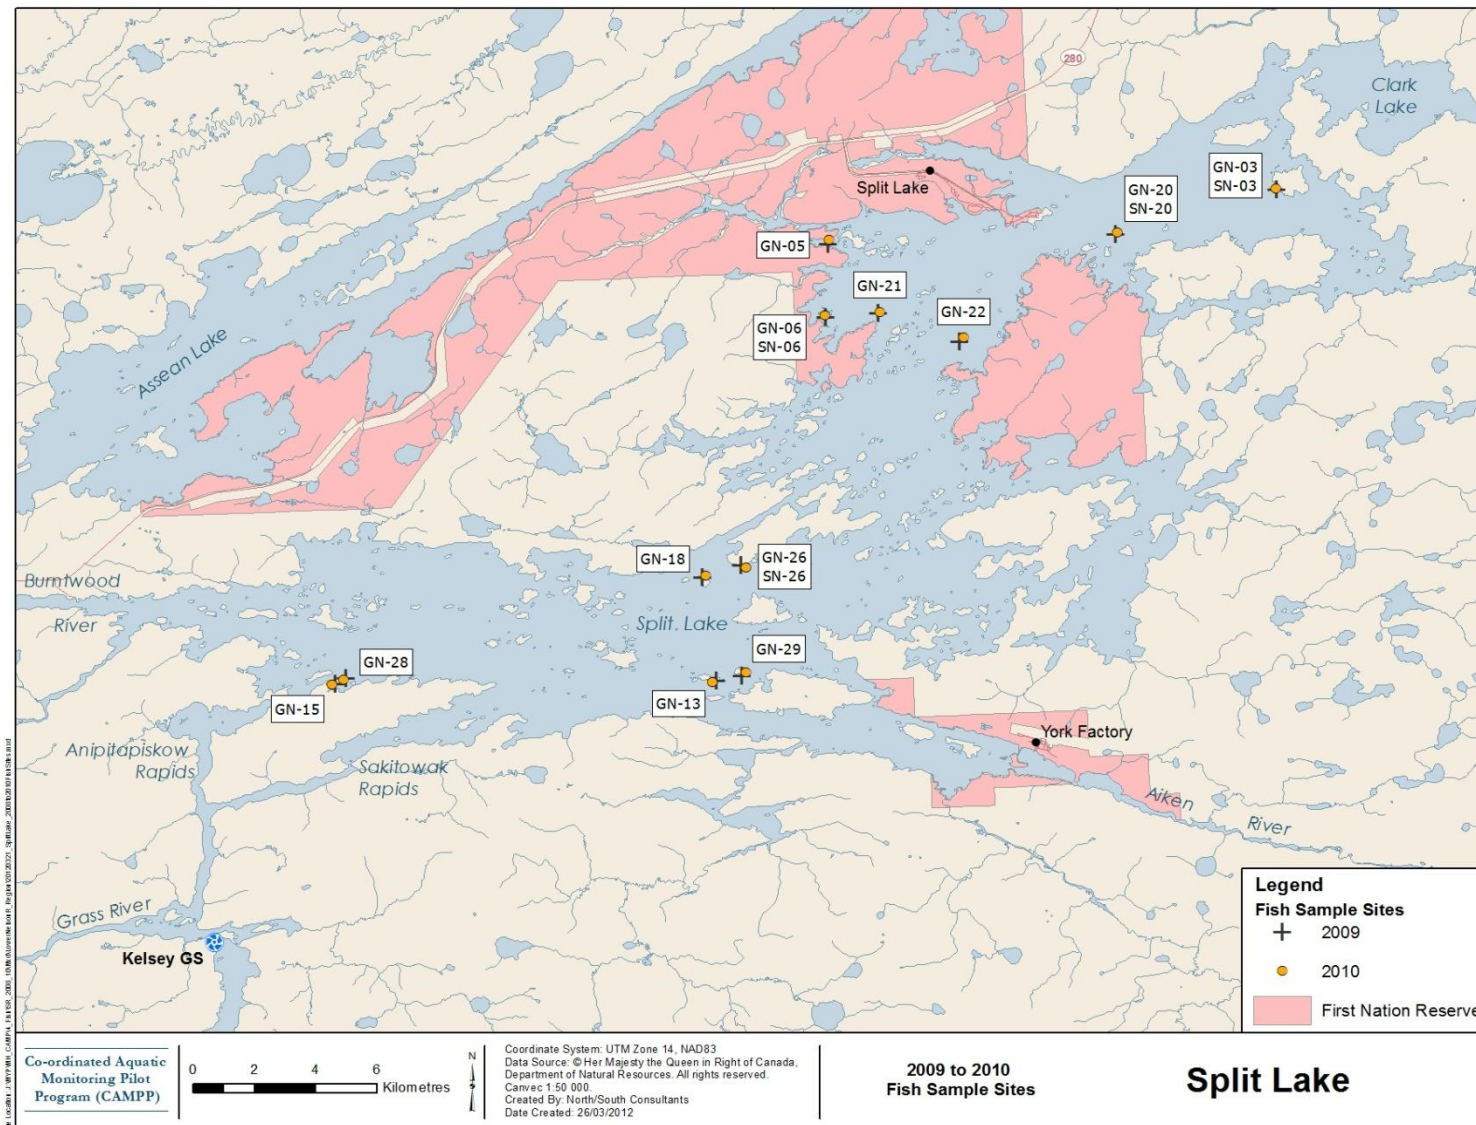 280
Clark
Lake
GN-03
SN-03
GN-20
SN-20
Split Lake
GN-05
GN-21
GN-22
GN-06
SN-06
Assean Lake
GN-18
GN-26
SN-26
Burntwood
River
Split. Lake
GN-29
GN-28
GN-15
GN-13
York Factory
Anipitapiskow
Rapids
Sakitowak
Rapids
Aiken
River
Grass River
Kelsey GS
Legend
Fish Sample Sites
2009
2010
First Nation Reserve
Co-ordinated Aquatic
Monitoring Pilot
Program (CAMPP)
0 2 4 6
Kilometres
N
Coordinate System: UTM Zone 14, NAD83
Data Source: © Her Majesty the Queen in Right of Canada,
Department of Natural Resources. All rights reserved.
Canvec 1:50 000.
Created By: North/South Consultants
Date Created: 26/03/2012
2009 to 2010
Fish Sample Sites
Split Lake